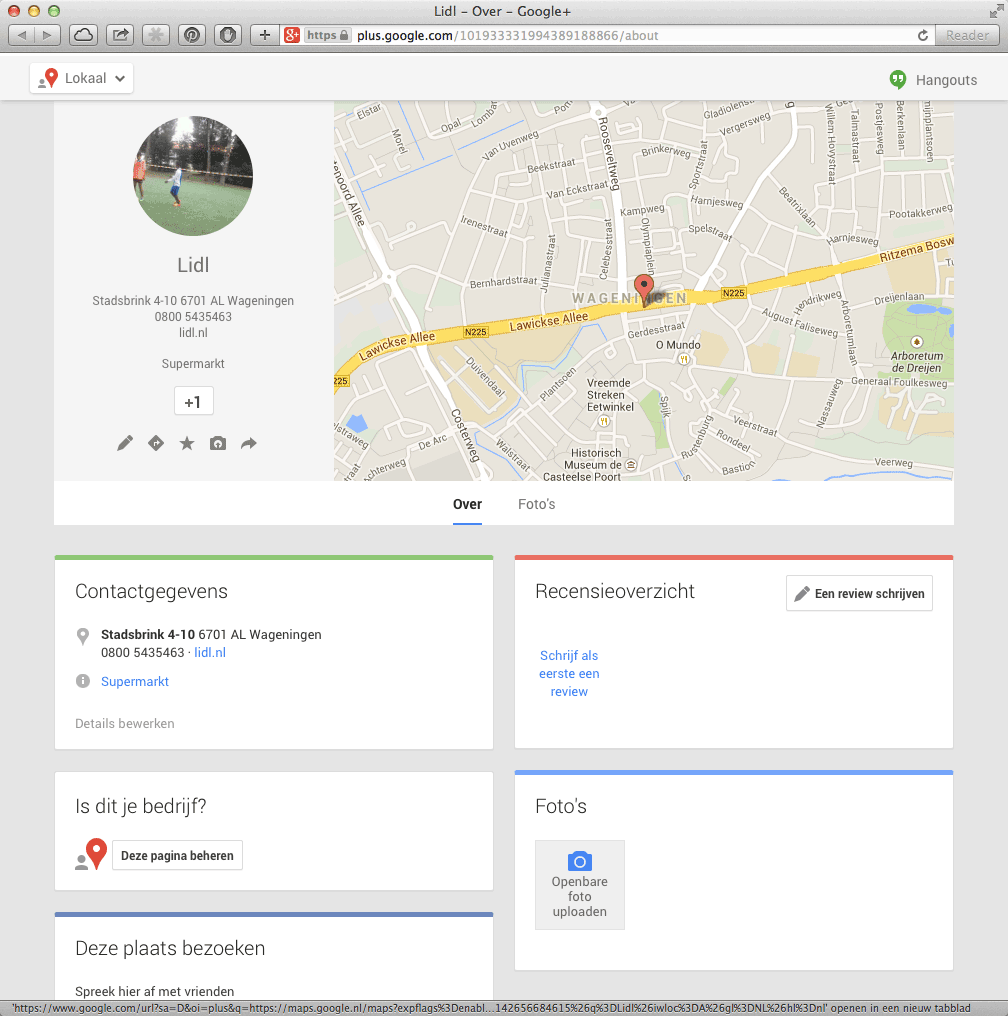 Lidl – Over – Google+
https plus.google.com/101933331994389188866/about
Reader
Lokaal
Hangouts
Lidl
Stadsbrink 4-10 6701 AL Wageningen
0800 5435463
lidl.nl
Supermarkt
+1
Elstar
Opal
Morel
Van Uvenweg
Rooseveltweg
Gladiolenstraat
Vergersweg
Willem Hovystraat
Talmastraat
Postjesweg
Berkenlaan
Beekstraat
Brinkerweg
Sportstraat
Van Eckstraat
Kampweg
Harnjesweg
Beatrixlaan
Pootakkerweg
Irenestraat
Julianastraat
Celebesstraat
Olympiaplein
Spelstraat
Harnjesweg
Ritzema Bosw
Bernhardstraat
WAGENINGEN
N225
Hendrikweg
Dreijenlaan
Lawickse Allee
N225
Lawickse Allee
Gerdesstraat
August Faliseweg
Arboretumlaan
O Mundo
Arboretum
de Dreijen
225
Duivendaal
Plantsoen
Vreemde
Streken
Eetwinkel
Generaal Foulkesweg
Nassauweg
Costerweg
Spijk
Veerstraat
Rustenburg
Rondeel
De Arc
Walstraat
Historisch
Museum de
Casteelse Poort
Achterweg
Bastion
Veerweg
Over
Foto's
Contactgegevens
Stadsbrink 4-10 6701 AL Wageningen
0800 5435463 · lidl.nl
Supermarkt
Details bewerken
Recensieoverzicht
Een review schrijven
Schrijf als
eerste een
review
Is dit je bedrijf?
Deze pagina beheren
Foto's
Openbare
foto
uploaden
Deze plaats bezoeken
Spreek hier af met vrienden
'https://www.google.com/url?sa=D&oi=plus&q=https://maps.google.nl/maps?expflags%3Denabl...142656684615%26q%3DLidl%26iwloc%3DA%26gl%3DNL%26hl%3Dnl' openen in een nieuw tabblad